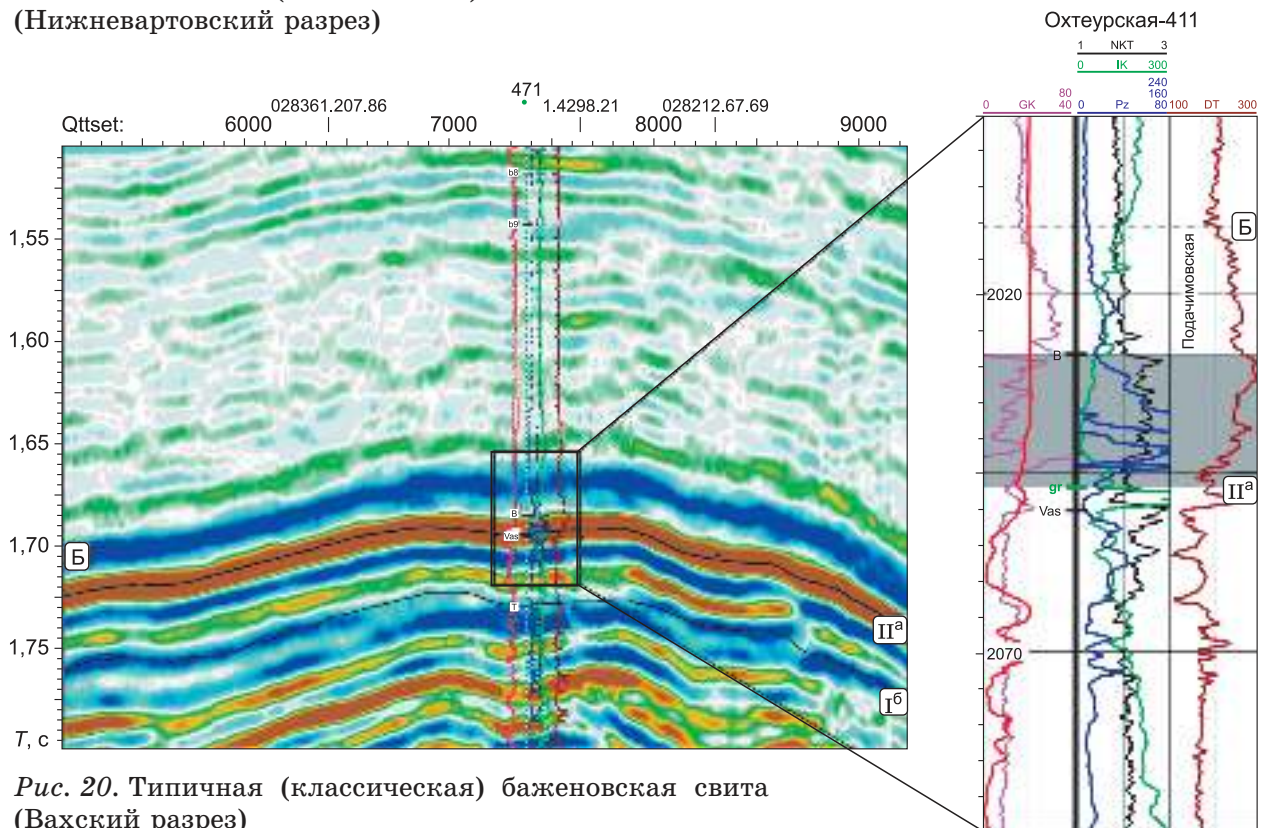 (Нижневартовский разрез)
Охтеурская-411
1 NKT 3
0 IK 300
240
160
0 GK 80
40 0 Pz 80 100 DT 300
471
028361.207.86 1.4298.21 028212.67.69
Qttset: 6000 7000 8000 9000
b8
b9
1,55
1,60
1,65
1,70
1,75
T, с
Б
В
Vas
T
IIа
Iб
Б
Подачимовская
2020
В
IIа
gr
Vas
2070
Рис. 20. Типичная (классическая) баженовская свита
(Вахский разрез)